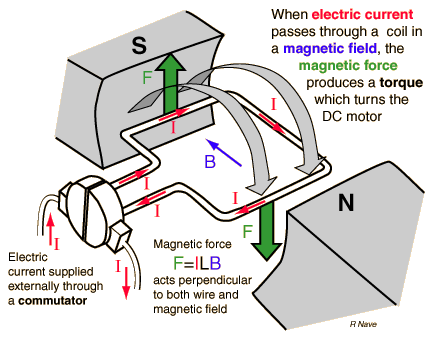 When electric current
passes through a coil in
a magnetic field, the
magnetic force
produces a torque
which turns the
DC motor
S
F
I
I
I
B
I
I
N
F
I
I
Electric
current supplied
externally through
a commutator
Magnetic force
F=ILB
acts perpendicular
to both wire and
magnetic field
R Nave